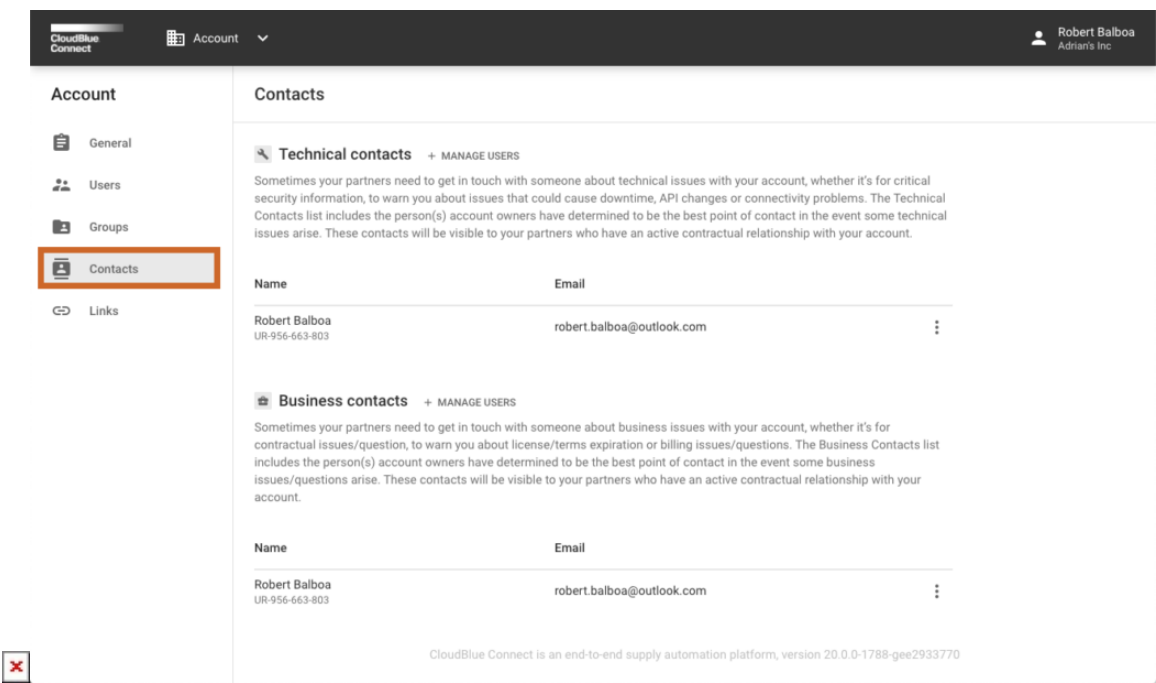 CloudBlue
Connect
Account
Robert Balboa
Adrian's Inc
Account
General
Users
Groups
Contacts
Links
Contacts
Technical contacts + MANAGE USERS
Sometimes your partners need to get in touch with someone about technical issues with your account, whether it's for critical
security information, to warn you about issues that could cause downtime, API changes or connectivity problems. The Technical
Contacts list includes the person(s) account owners have determined to be the best point of contact in the event some technical
issues arise. These contacts will be visible to your partners who have an active contractual relationship with your account.
Name Email
Robert Balboa robert.balboa@outlook.com
UR-956-663-803
Business contacts + MANAGE USERS
Sometimes your partners need to get in touch with someone about business issues with your account, whether it's for
contractual issues/question, to warn you about license/terms expiration or billing issues/questions. The Business Contacts list
includes the person(s) account owners have determined to be the best point of contact in the event some business
issues/questions arise. These contacts will be visible to your partners who have an active contractual relationship with your
account.
Name Email
Robert Balboa robert.balboa@outlook.com
UR-956-663-803
CloudBlue Connect is an end-to-end supply automation platform, version 20.0.0-1788-gee2933770